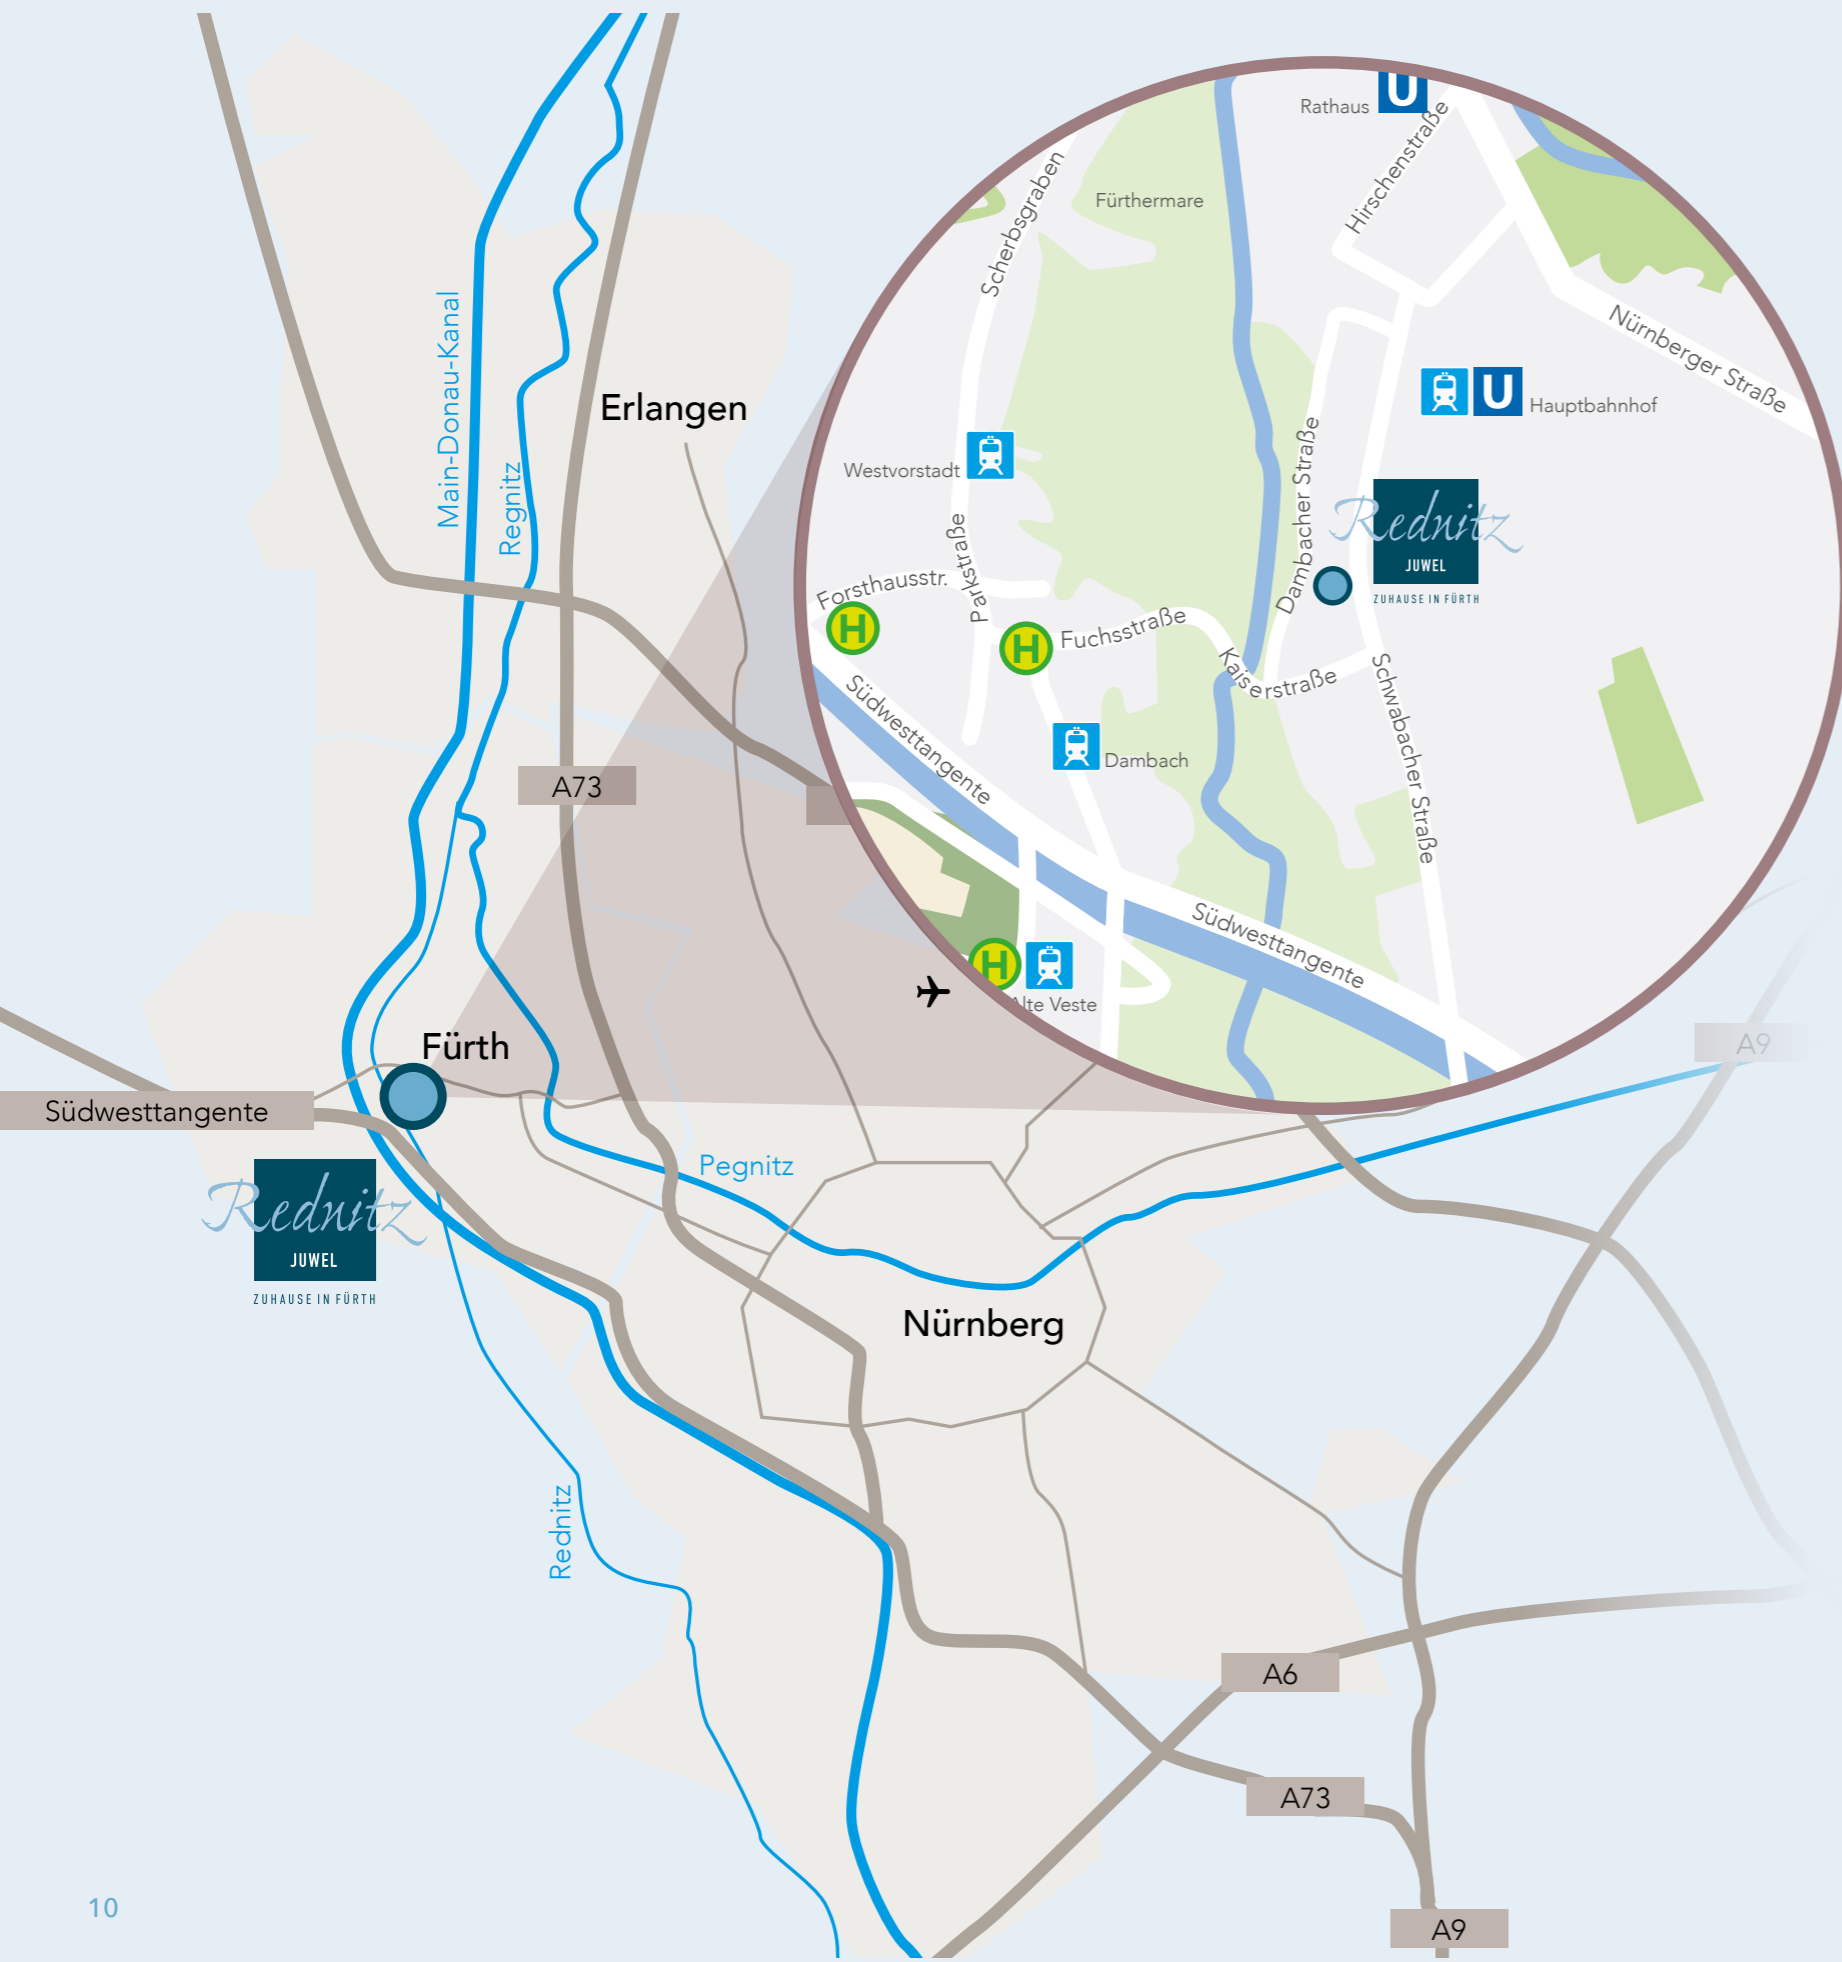 Rathaus
U
Hirschenstraße
Scherbsgraben
Fürthermare
Nürnberger Straße
U
Hauptbahnhof
Main-Donau-Kanal
Regnitz
Erlangen
Westvorstadt
Dambacher Straße
Rednitz
JUWEL
ZUHAUSE IN FÜRTH
Parkstraße
Forsthausstr.
H
H
Fuchsstraße
Kaiserstraße
Schwabacher Straße
Südwesttangente
Dambach
A73
Südwesttangente
H
Alte Veste
A9
Fürth
Südwesttangente
Pegnitz
Rednitz
JUWEL
ZUHAUSE IN FÜRTH
Nürnberg
Rednitz
A6
A73
A9
10